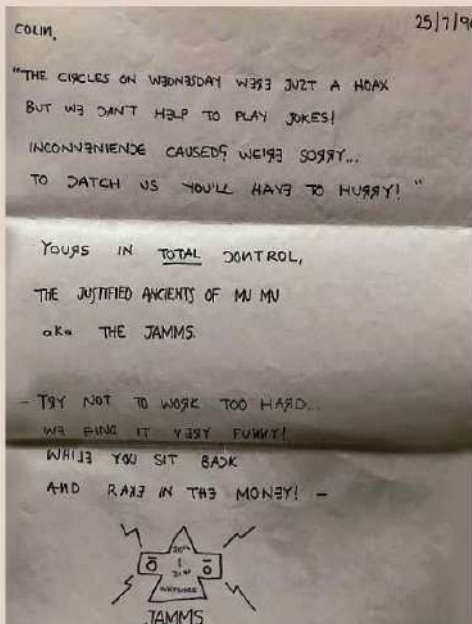 25/7/90
COLIN,
"THE CIRCLES ON WEDNESDAY WERE JUZT A HOAX
BUT WE CAN'T HELP TO PLAY JOKES!
INCONVENIENCE CAUSED? WE'RE SORRY...
TO CATCH US YOU'LL HAVE TO HURRY!"
YOURS IN TOTAL CONTROL,
THE JUSTIFIED ANCIENTS OF MU MU
aka THE JAMMS.
- TRY NOT TO WORK TOO HARD...
WE FIND IT VERY FUNNY!
WHILE YOU SIT BACK
AND RAKE IN THE MONEY! -
JAMMS